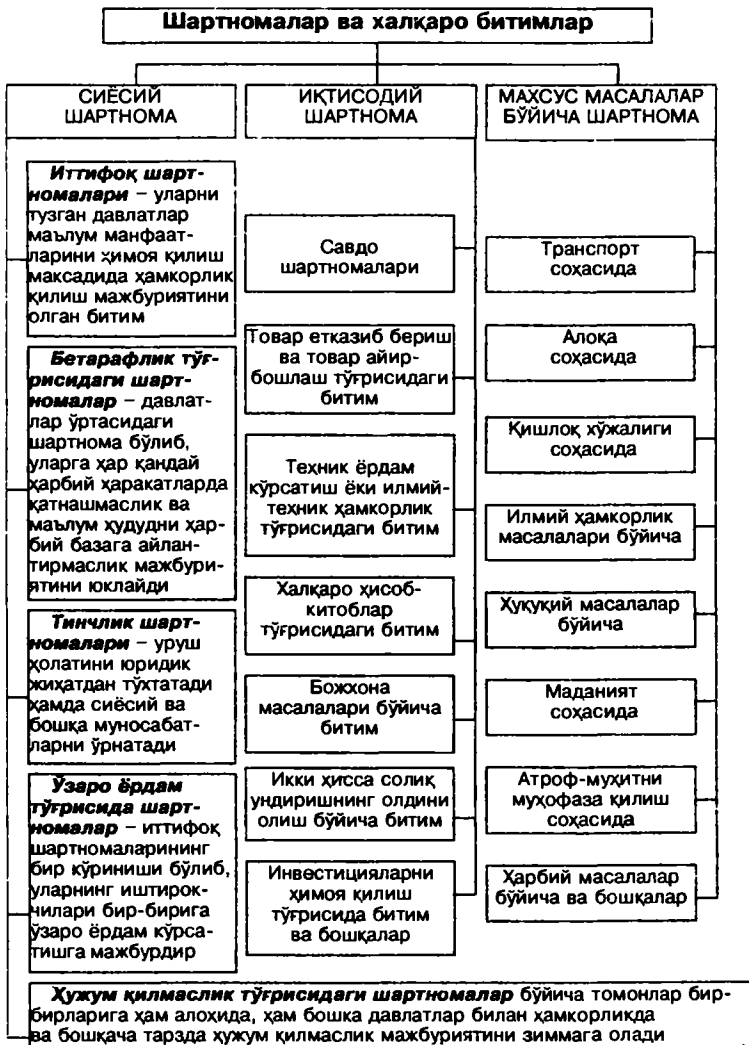 Шартномалар ва халқаро битимлар
СИЁСИЙ
ШАРТНОМА
Иттифоқ шарт-
номалари – уларни
тузган давлатлар
маълум манфаат-
ларини ҳимоя қилиш
мақсадида ҳамкорлик
қилиш мажбуриятини
олган битим
Бетарафлик тўғ-
рисидаги шарт-
номалар – давлат-
лар ўртасидаги
шартнома бўлиб,
уларга ҳар қандай
ҳарбий ҳаракатларда
қатнашмаслик ва
маълум ҳудудни ҳар-
бий базага айлан-
тирмаслик мажбури-
ятини юклайди
Тинчлик шарт-
номалари – уруш
ҳолатини юридик
жиҳатдан тўхтатади
ҳамда сиёсий ва
бошқа муносабат-
ларни ўрнатади
Ўзаро ёрдам
тўғрисида шарт-
номалар – иттифоқ
шартномаларининг
бир кўриниши бўлиб,
уларнинг иштирок-
чилари бир-бирига
ўзаро ёрдам кўрса-
тишга мажбурдир
ИҚТИСОДИЙ
ШАРТНОМА
Савдо
шартномалари
Товар етказиб бериш
ва товар айир-
бошлаш тўғрисидаги
битим
Техник ёрдам
кўрсатиш ёки илмий-
техник ҳамкорлик
тўғрисидаги битим
Халқаро ҳисоб-
китоблар
тўғрисидаги битим
Божхона
масалалари бўйича
битим
Икки ҳисса солиқ
ундиришнинг олдини
олиш бўйича битим
Инвестицияларни
ҳимоя қилиш
тўғрисида битим
ва бошқалар
МАХСУС МАСАЛАЛАР
БЎЙИЧА ШАРТНОМА
Транспорт
соҳасида
Алоқа
соҳасида
Қишлоқ хўжалиги
соҳасида
Илмий ҳамкорлик
масалалари бўйича
Ҳуқуқий масалалар
бўйича
Маданият
соҳасида
Атроф-муҳитни
муҳофаза қилиш
соҳасида
Ҳарбий масалалар
бўйича ва бошқалар
Ҳужум қилмаслик тўғрисидаги шартномалар бўйича томонлар бир-
бирларига ҳам алоҳида, ҳам бошқа давлатлар билан ҳамкорликда
ва бошқача тарзда ҳужум қилмаслик мажбуриятини зиммага олади